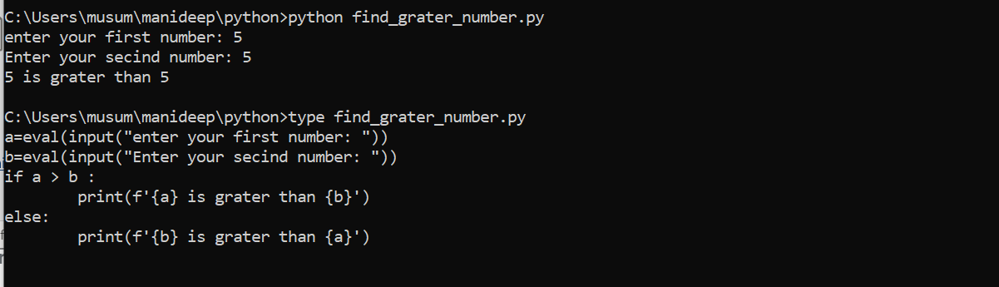 C:\Users\musum\manideep\python>python find_grater_number.py
enter your first number: 5
Enter your secind number: 5
5 is grater than 5
C:\Users\musum\manideep\python>type find_grater_number.py
a=eval(input("enter your first number: "))
b=eval(input("Enter your secind number: "))
if a > b :
        print(f'{a} is grater than {b}')
else:
        print(f'{b} is grater than {a}')